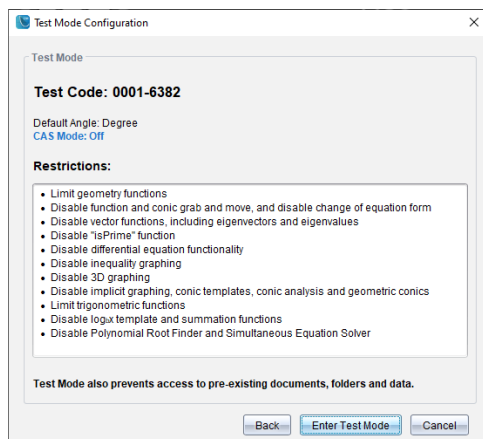 Test Mode Configuration
Test Mode
Test Code: 0001-6382
Default Angle: Degree
CAS Mode: Off
Restrictions:
• Limit geometry functions
• Disable function and conic grab and move, and disable change of equation form
• Disable vector functions, including eigenvectors and eigenvalues
• Disable "isPrime" function
• Disable differential equation functionality
• Disable inequality graphing
• Disable 3D graphing
• Disable implicit graphing, conic templates, conic analysis and geometric conics
• Limit trigonometric functions
• Disable logbx template and summation functions
• Disable Polynomial Root Finder and Simultaneous Equation Solver
Test Mode also prevents access to pre-existing documents, folders and data.
Back Enter Test Mode Cancel